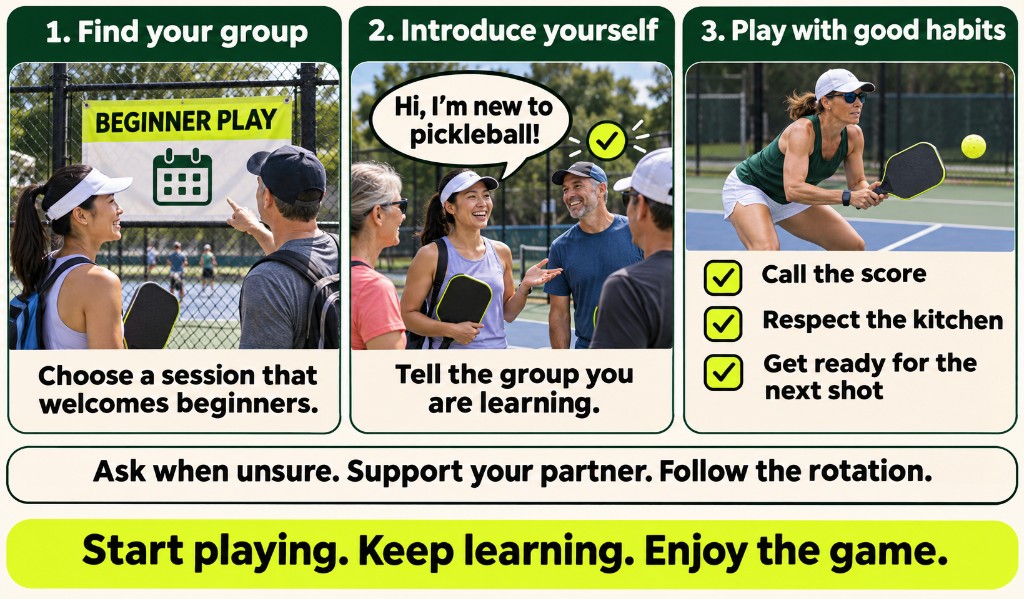 1. Find your group
BEGINNER PLAY
Choose a session that
welcomes beginners.
2. Introduce yourself
Hi, I'm new to
pickleball!
Tell the group you
are learning.
3. Play with good habits
Call the score
Respect the kitchen
Get ready for the
next shot
Ask when unsure. Support your partner. Follow the rotation.
Start playing. Keep learning. Enjoy the game.